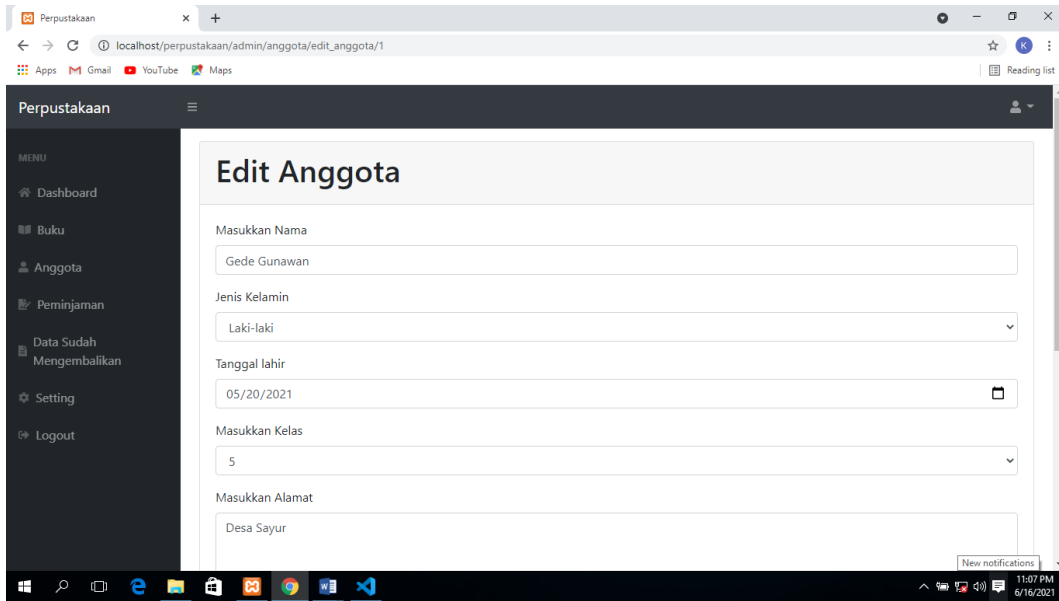 Perpustakaan
localhost/perpustakaan/admin/anggota/edit_anggota/1
K
Apps Gmail YouTube Maps Reading list
Perpustakaan
MENU
Dashboard
Buku
Anggota
Peminjaman
Data Sudah
Mengembalikan
Setting
Logout
Edit Anggota
Masukkan Nama
Gede Gunawan
Jenis Kelamin
Laki-laki
Tanggal lahir
05/20/2021
Masukkan Kelas
5
Masukkan Alamat
Desa Sayur
New notifications
11:07 PM
6/16/2021